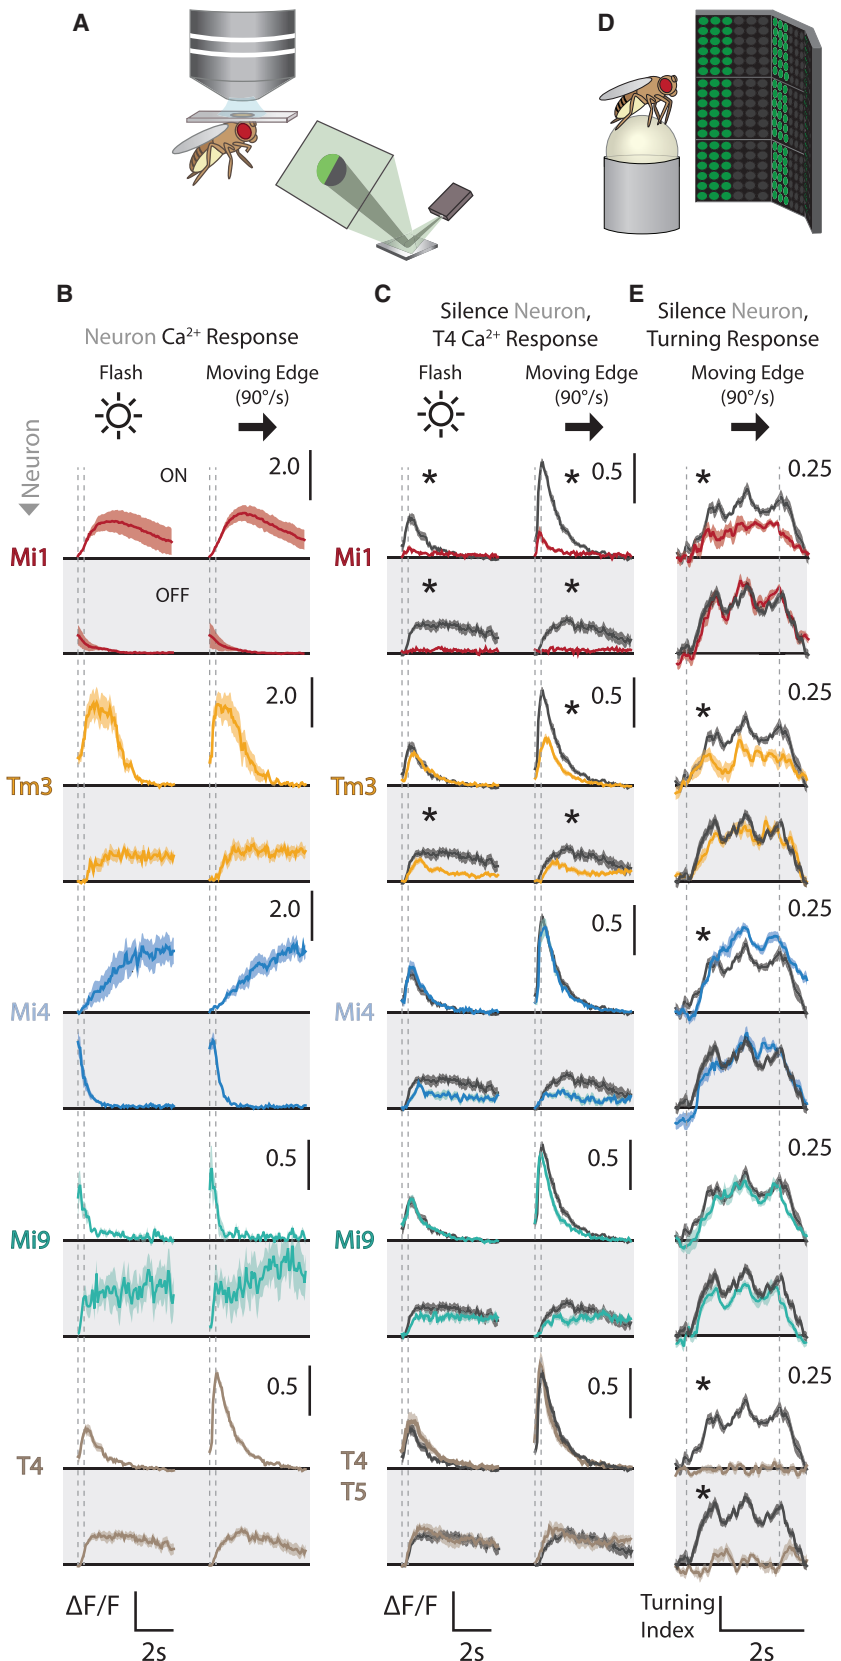 A
D
B
C
E
Neuron Ca²⁺ Response
Silence Neuron,
T4 Ca²⁺ Response
Silence Neuron,
Turning Response
Flash
Moving Edge
(90°/s)
Flash
Moving Edge
(90°/s)
Moving Edge
(90°/s)
Neuron
ON
2.0
*
*
0.5
*
0.25
Mi1
Mi1
OFF
*
*
2.0
*
0.5
*
0.25
Tm3
Tm3
*
*
2.0
0.5
*
0.25
Mi4
Mi4
0.5
0.5
0.25
Mi9
Mi9
0.5
0.5
*
0.25
T4
T4
T5
*
ΔF/F
2s
ΔF/F
2s
Turning
Index
2s